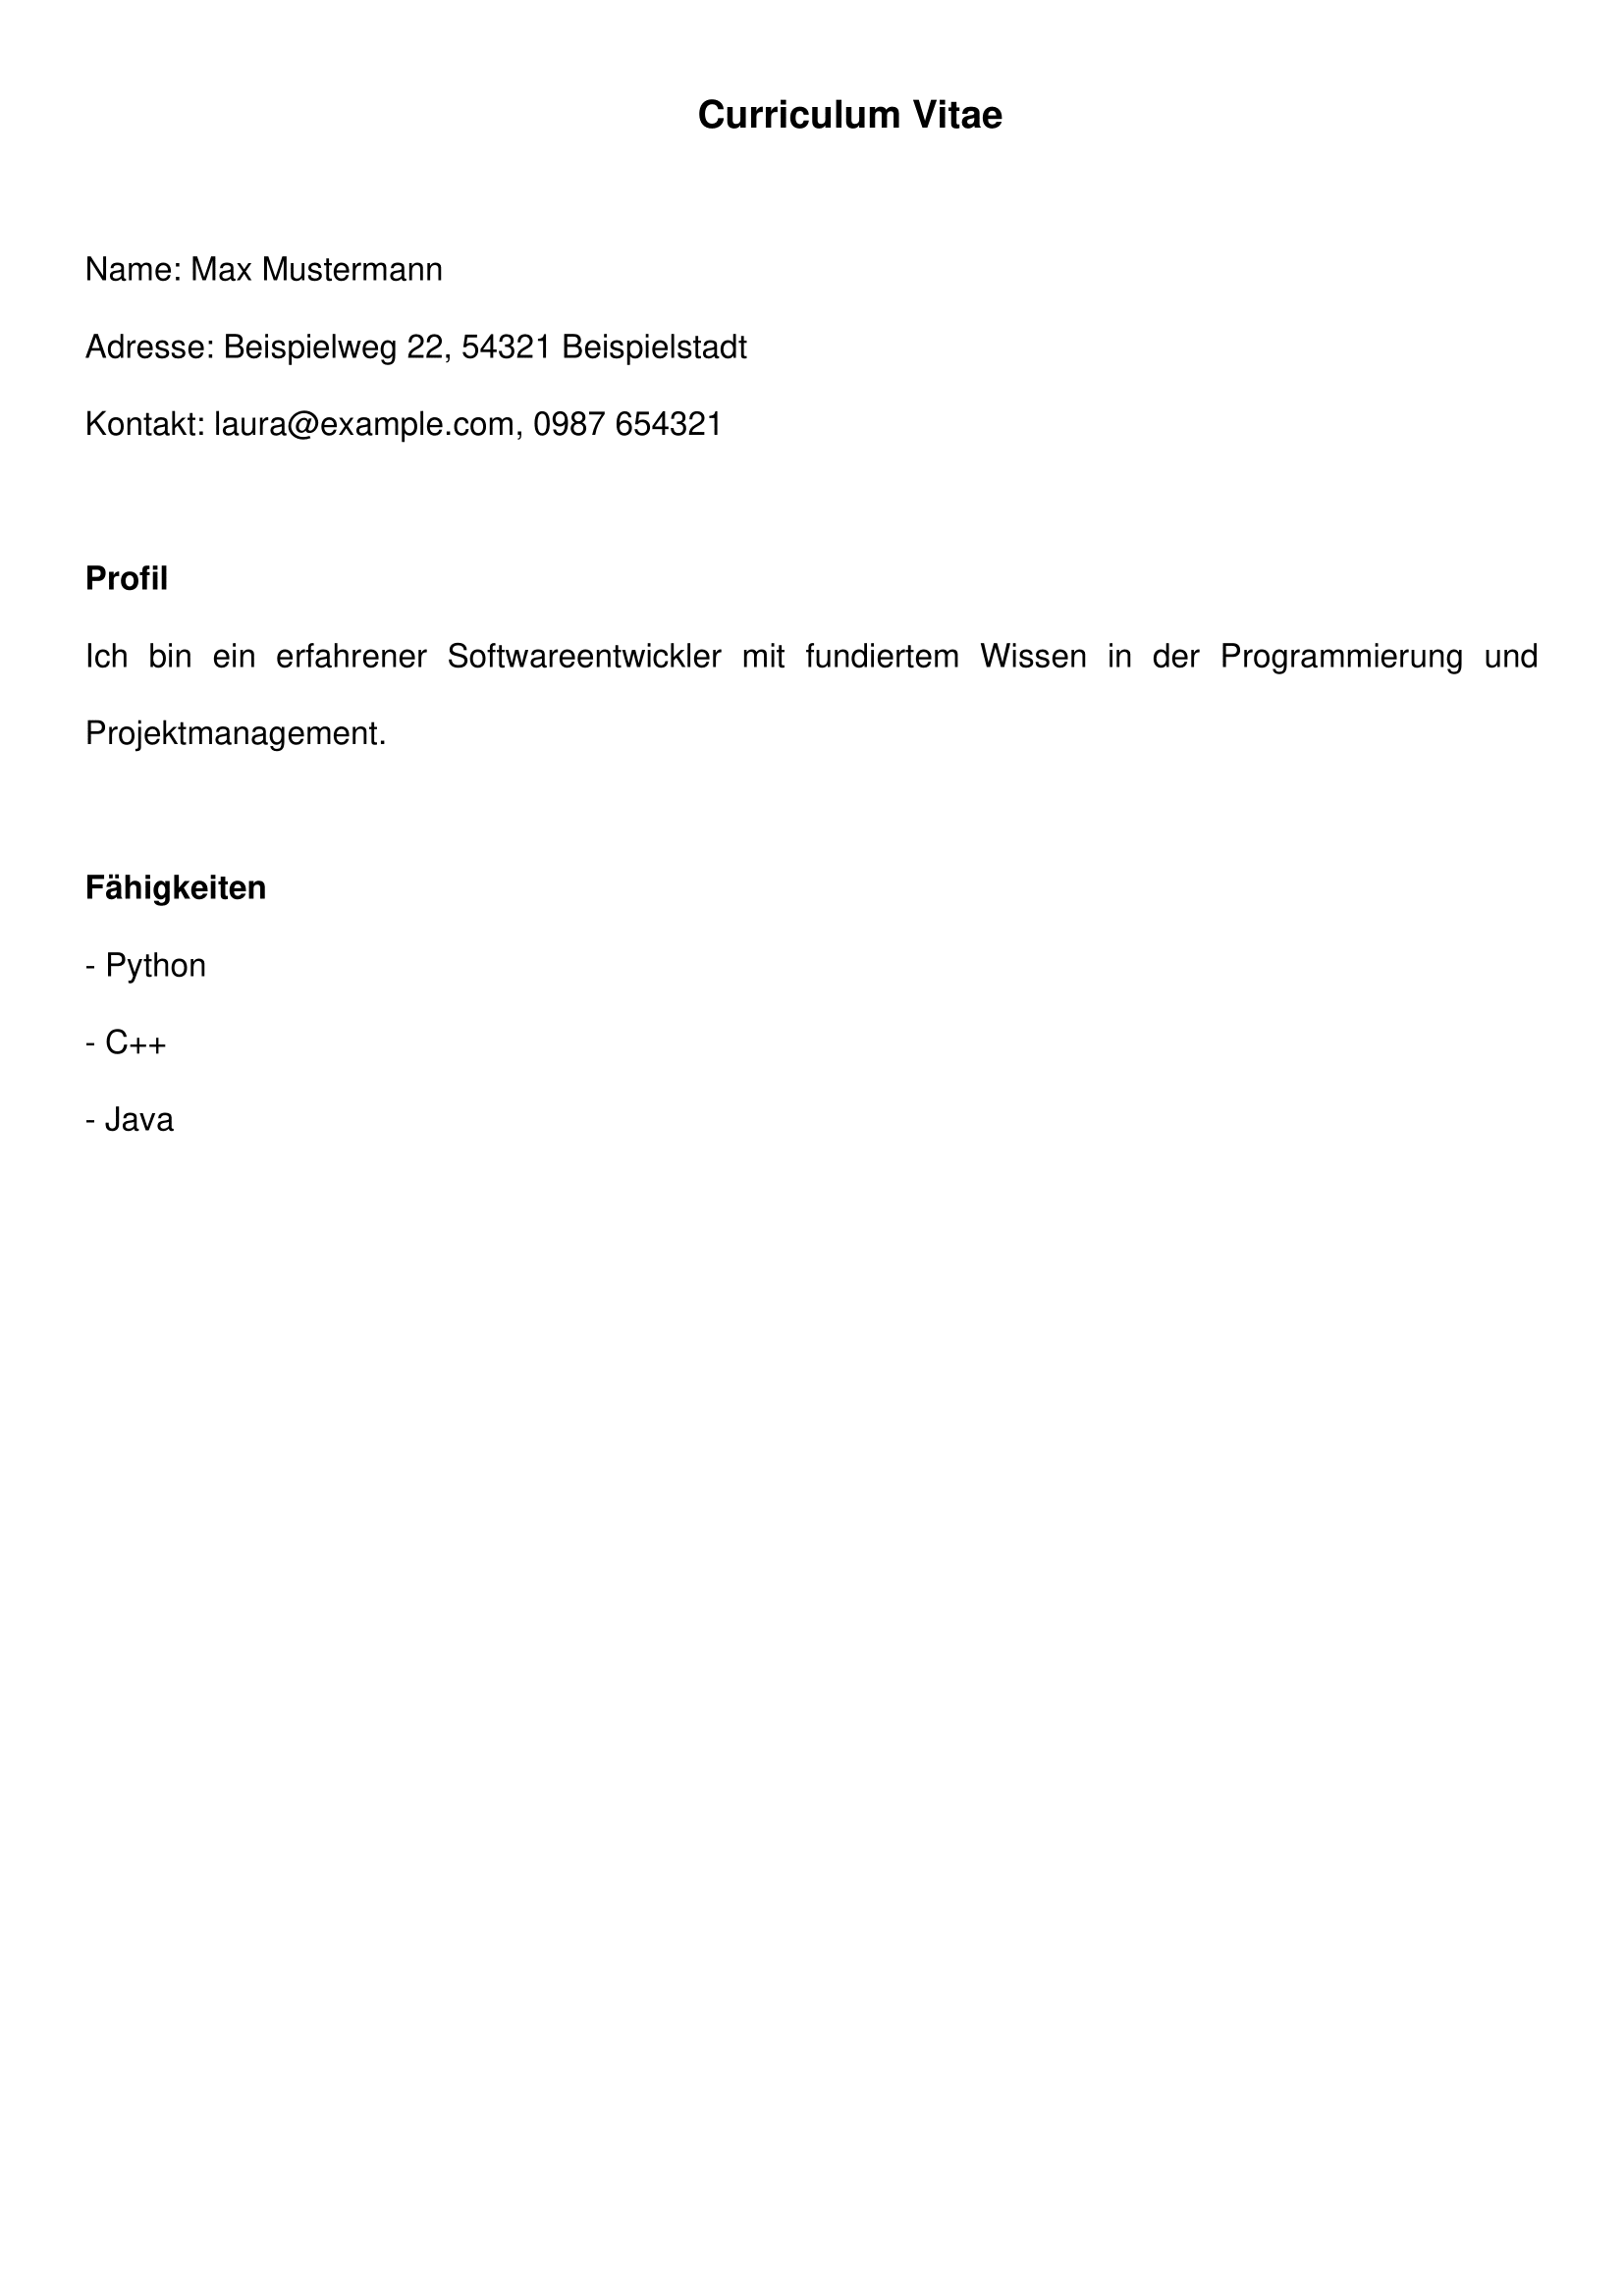 Curriculum Vitae
Name: Max Mustermann
Adresse: Beispielweg 22, 54321 Beispielstadt
Kontakt: laura@example.com, 0987 654321
Profil
Ich bin ein erfahrener Softwareentwickler mit fundiertem Wissen in der Programmierung und
Projektmanagement.
Fähigkeiten
- Python
- C++
- Java